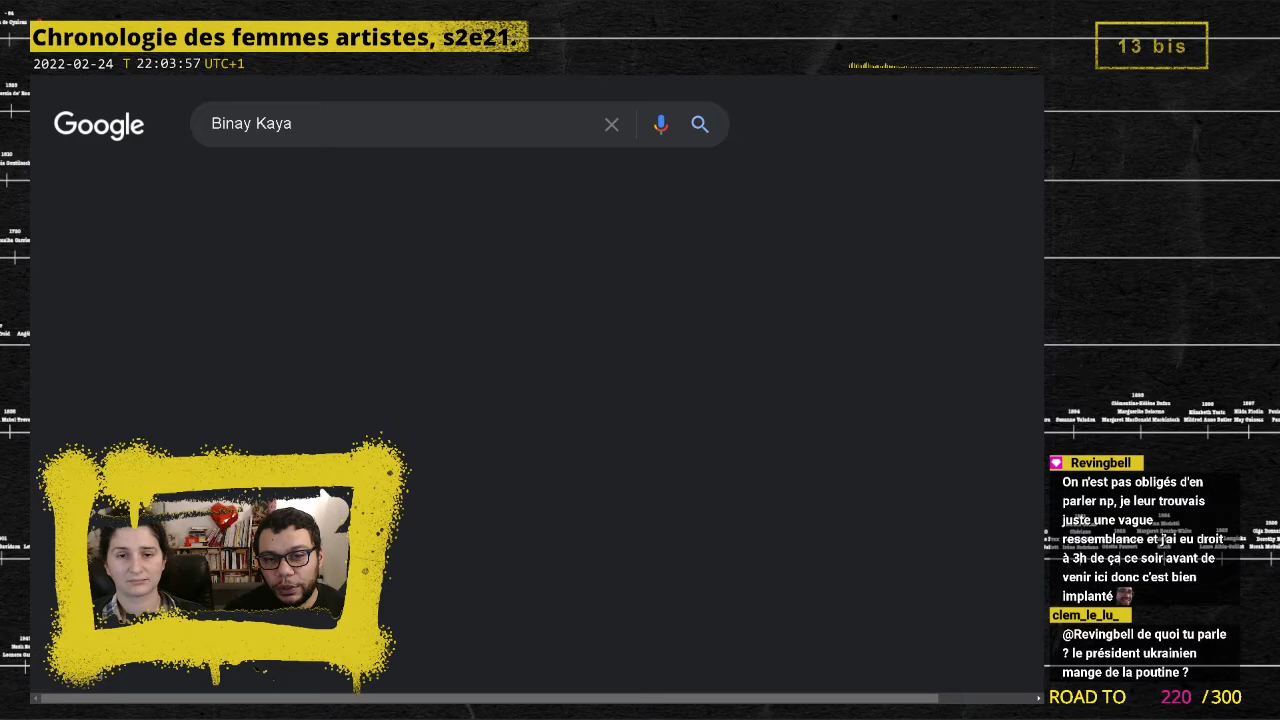 Chronologie des femmes artistes, s2e21.
2022-02-24 T 22:03:57 UTC+1
13 bis
Google
Binay Kaya
Revingbell
On n'est pas obligés d'en
parler np, je leur trouvais
juste une vague
ressemblance et j'ai eu droit
à 3h de ça ce soir avant de
venir ici donc c'est bien
implanté
clem_le_lu_
@Revingbell de quoi tu parle
? le président ukrainien
mange de la poutine ?
ROAD TO 220 /300